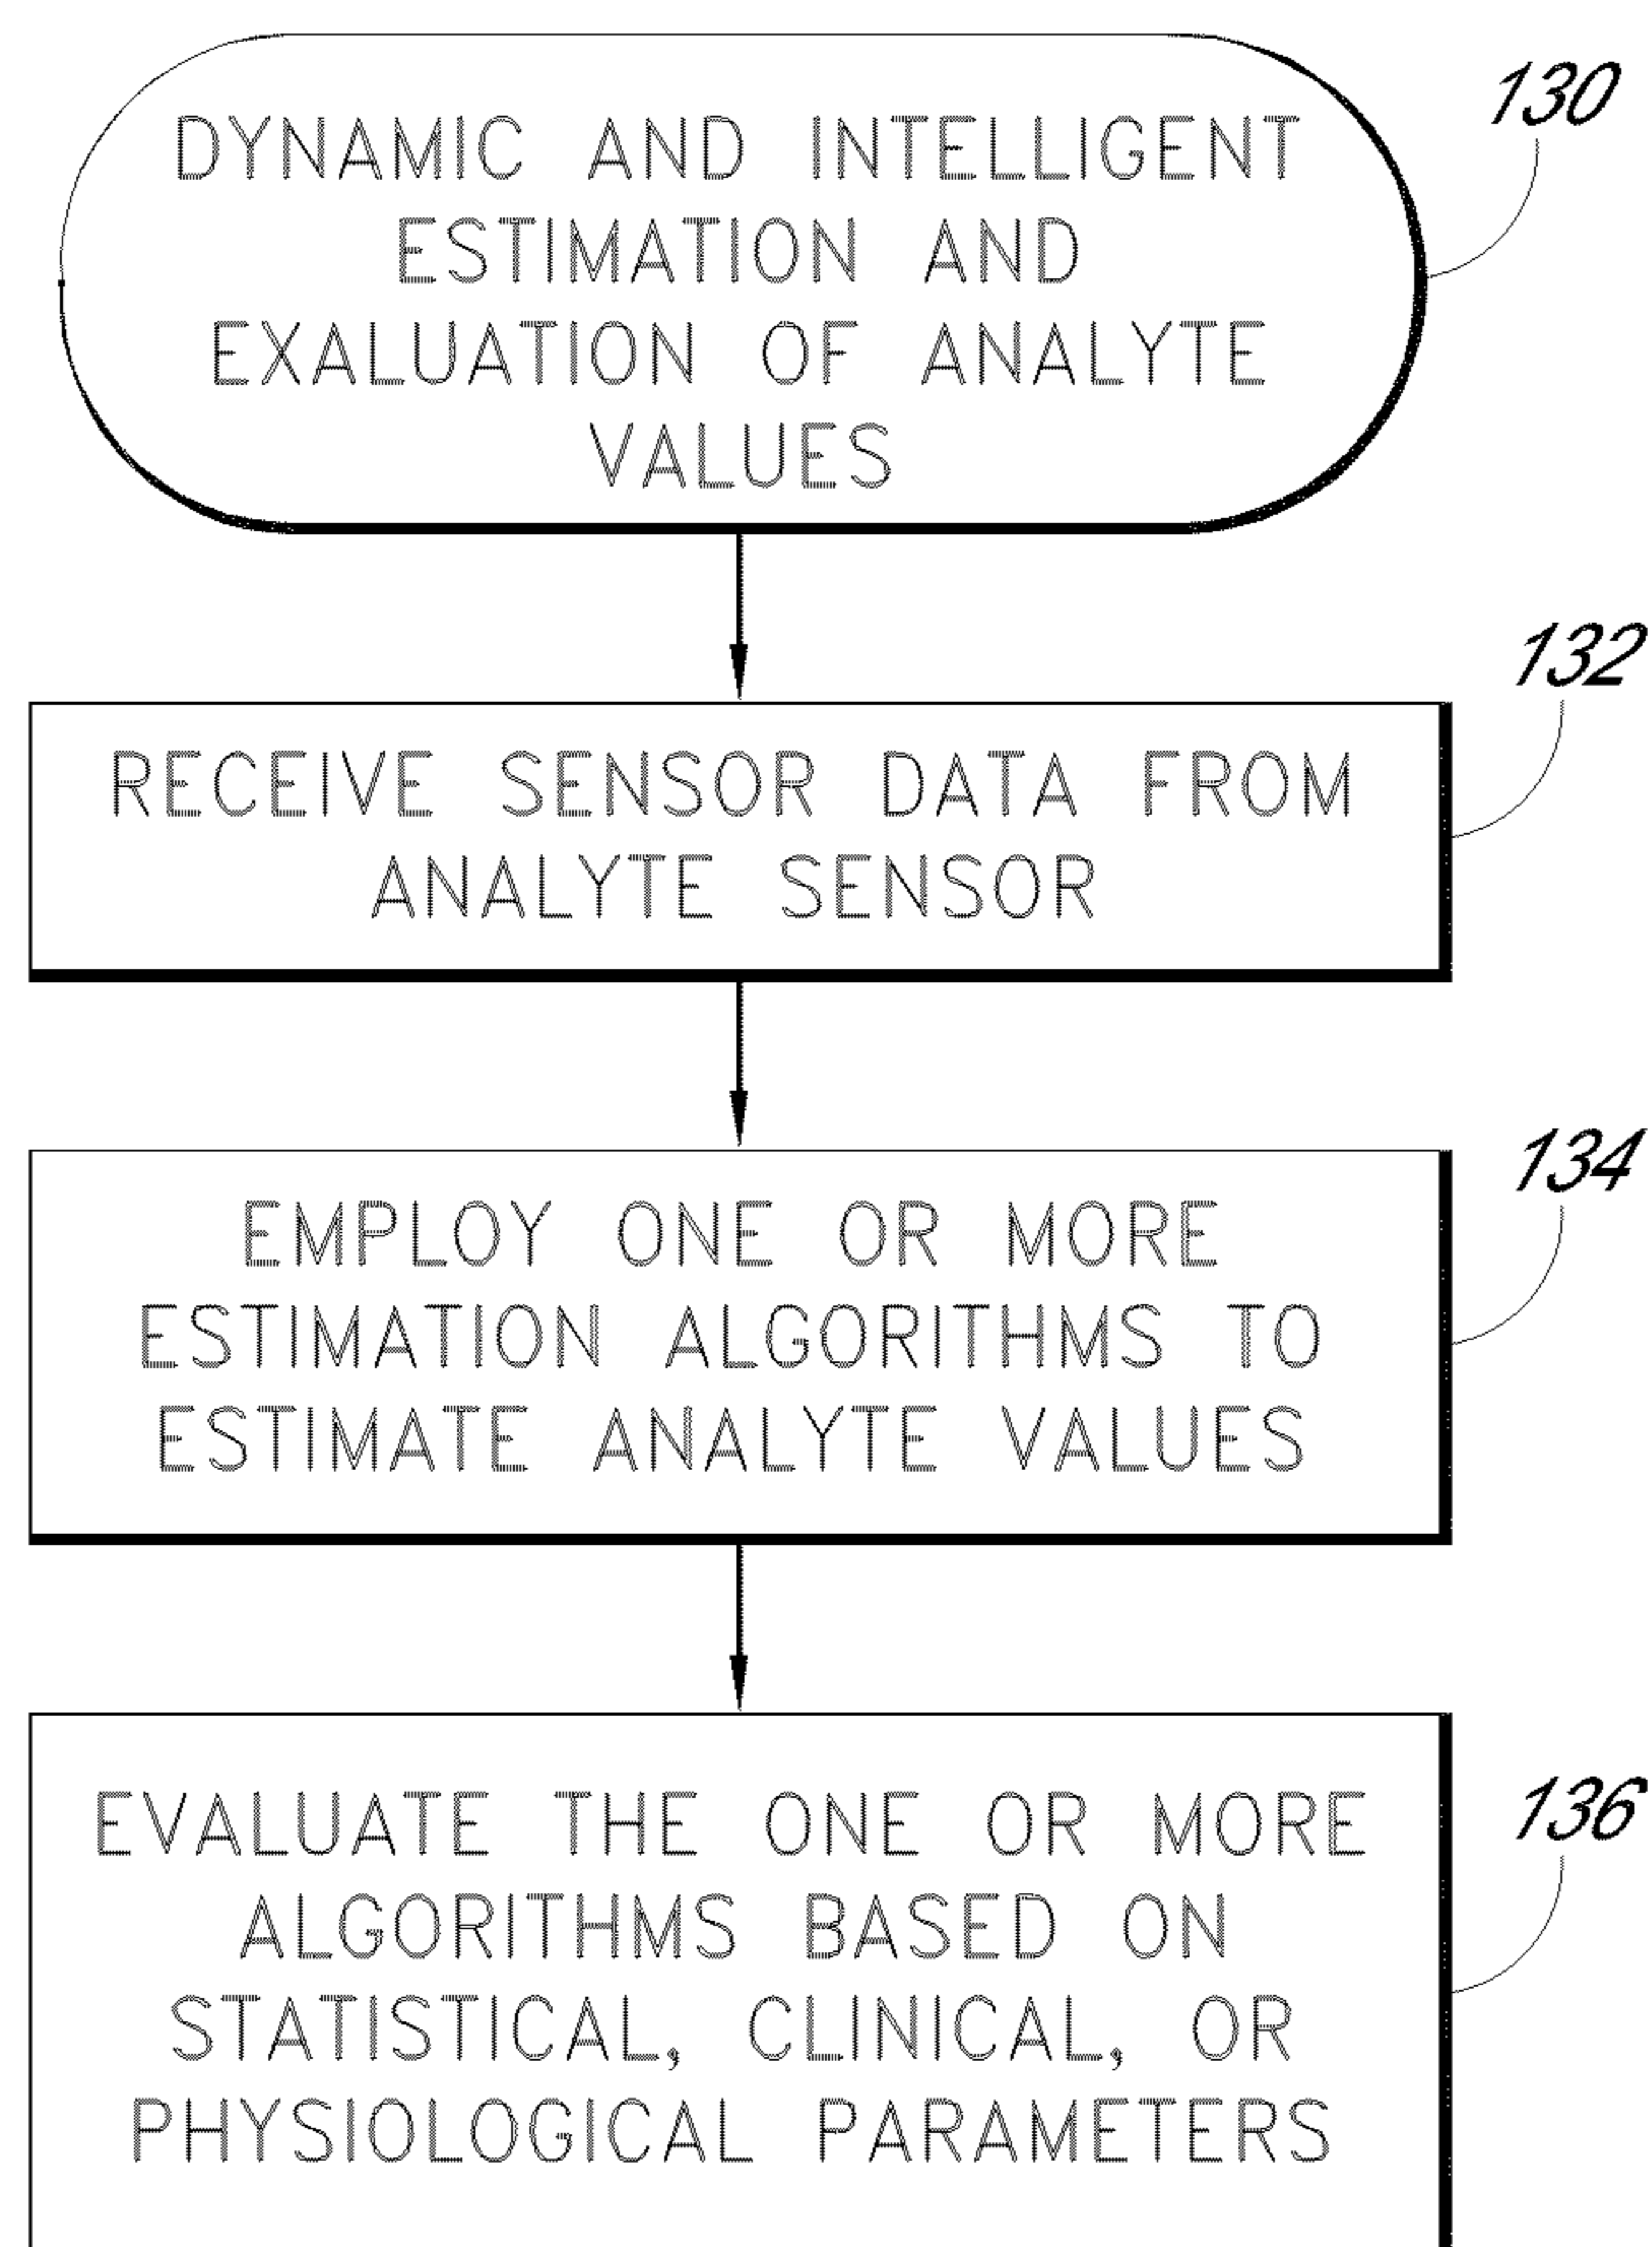 DYNAMIC AND INTELLIGENT
ESTIMATION AND
EXALUATION OF ANALYTE
VALUES
130
RECEIVE SENSOR DATA FROM
ANALYTE SENSOR
132
EMPLOY ONE OR MORE
ESTIMATION ALGORITHMS TO
ESTIMATE ANALYTE VALUES
134
EVALUATE THE ONE OR MORE
ALGORITHMS BASED ON
STATISTICAL, CLINICAL, OR
PHYSIOLOGICAL PARAMETERS
136